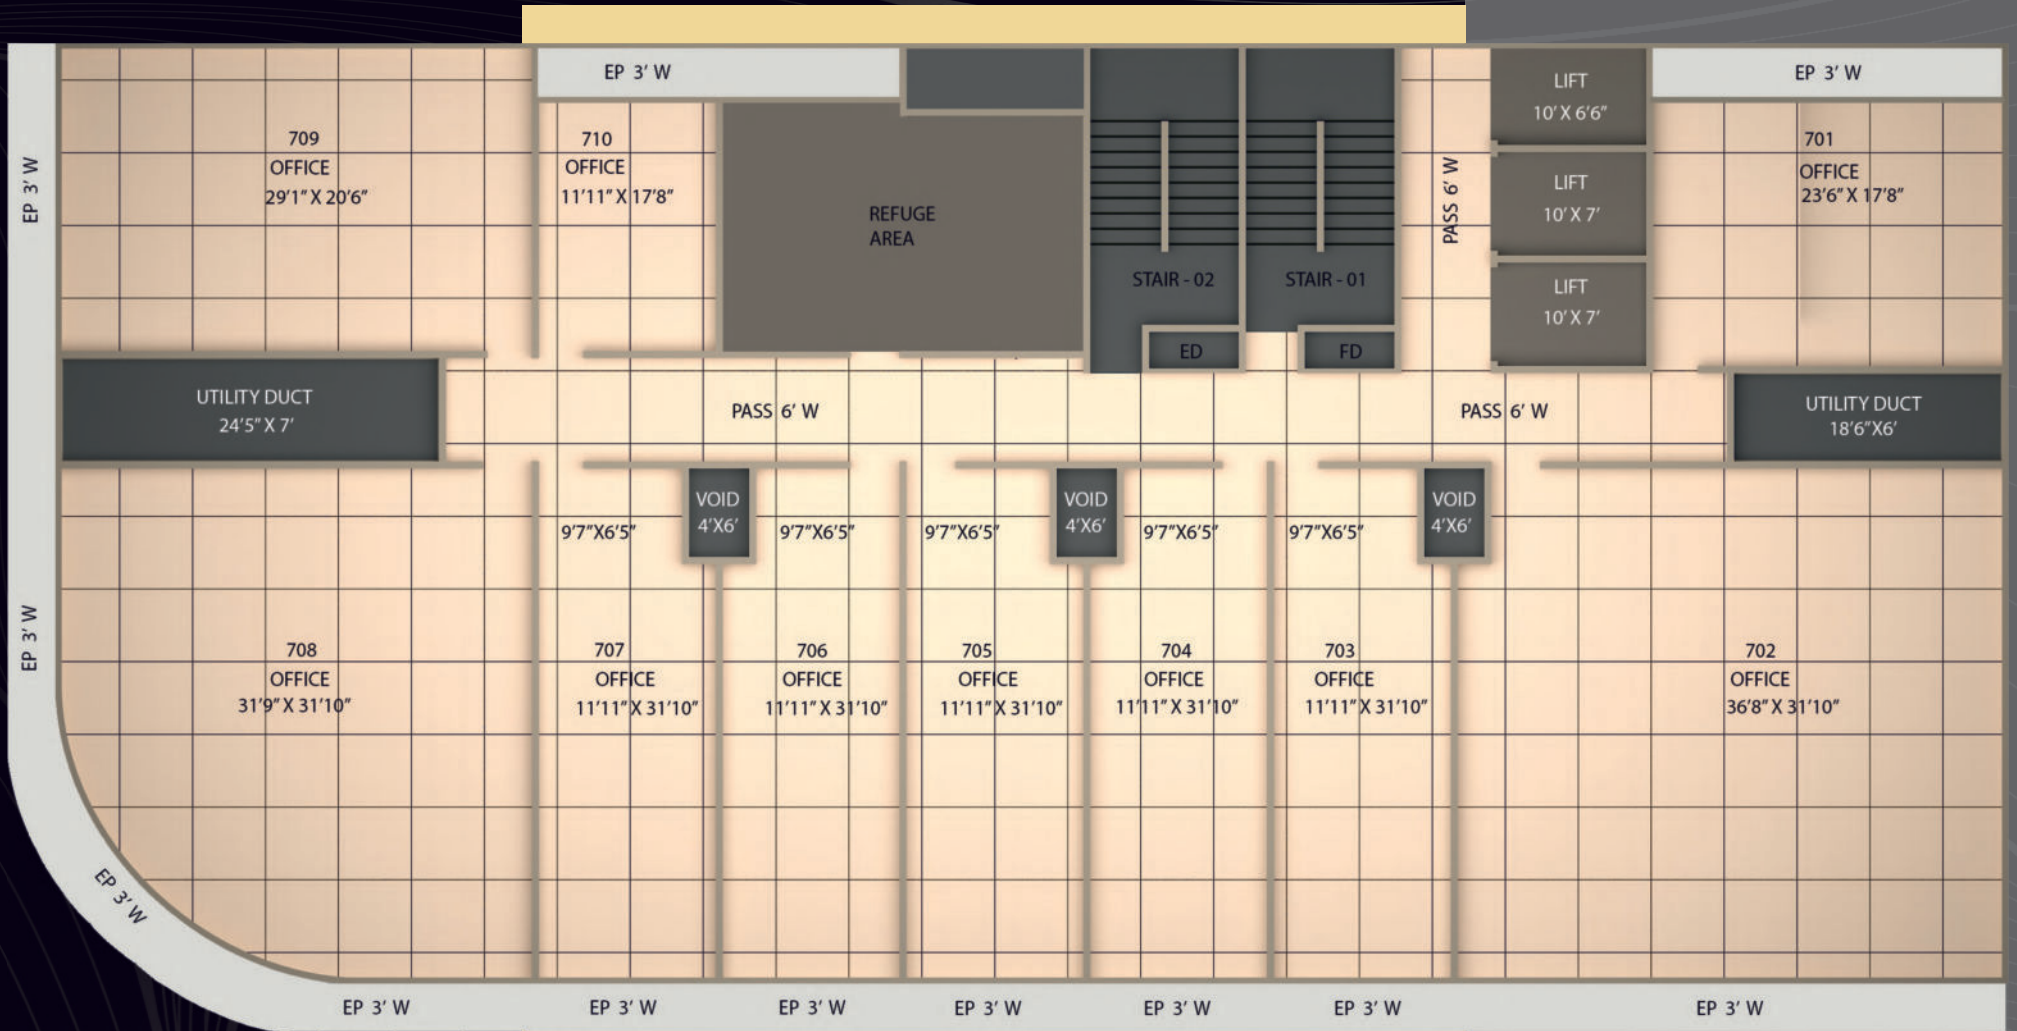 EP 3' W
EP 3' W
LIFT
10' X 6'6"
709
OFFICE
29'1" X 20'6"
710
OFFICE
11'11" X 17'8"
701
OFFICE
23'6" X 17'8"
EP 3' W
PASS 6' W
LIFT
10' X 7'
REFUGE
AREA
STAIR - 02
STAIR - 01
LIFT
10' X 7'
ED
FD
UTILITY DUCT
24'5" X 7'
PASS 6' W
PASS 6' W
UTILITY DUCT
18'6"X6'
VOID
4'X6'
VOID
4'X6'
VOID
4'X6'
9'7"X6'5"
9'7"X6'5"
9'7"X6'5"
9'7"X6'5"
9'7"X6'5"
EP 3' W
708
OFFICE
31'9" X 31'10"
707
OFFICE
11'11" X 31'10"
706
OFFICE
11'11" X 31'10"
705
OFFICE
11'11" X 31'10"
704
OFFICE
11'11" X 31'10"
703
OFFICE
11'11" X 31'10"
702
OFFICE
36'8" X 31'10"
EP 3' W
EP 3' W
EP 3' W
EP 3' W
EP 3' W
EP 3' W
EP 3' W
EP 3' W